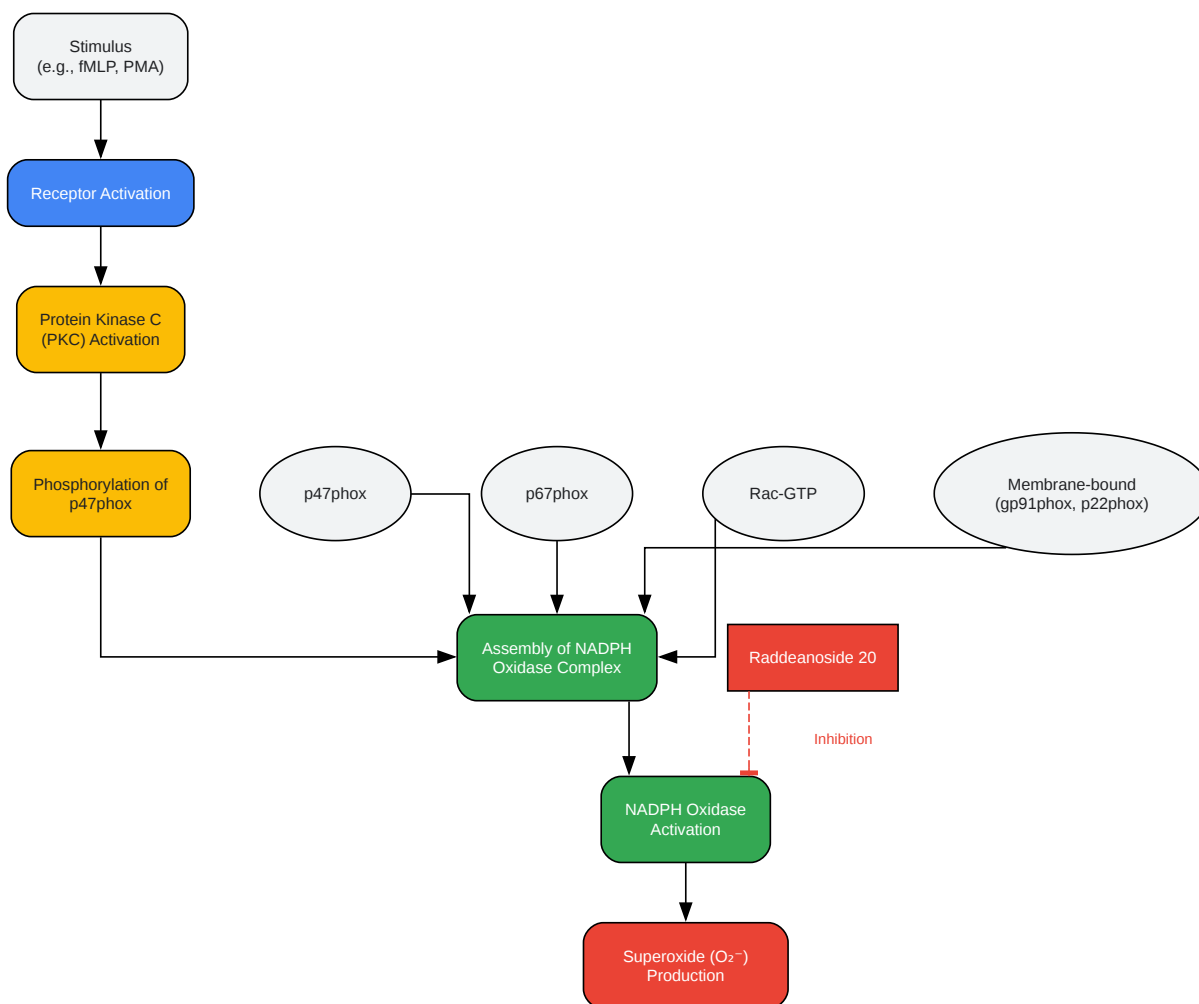 Stimulus
(e.g., fMLP, PMA)
Receptor Activation
Protein Kinase C
(PKC) Activation
Phosphorylation of
p47phox
p47phox
p67phox
Rac-GTP
Membrane-bound
(gp91phox, p22phox)
Assembly of NADPH
Oxidase Complex
Raddeanoside 20
Inhibition
NADPH Oxidase
Activation
Superoxide (O₂⁻)
Production